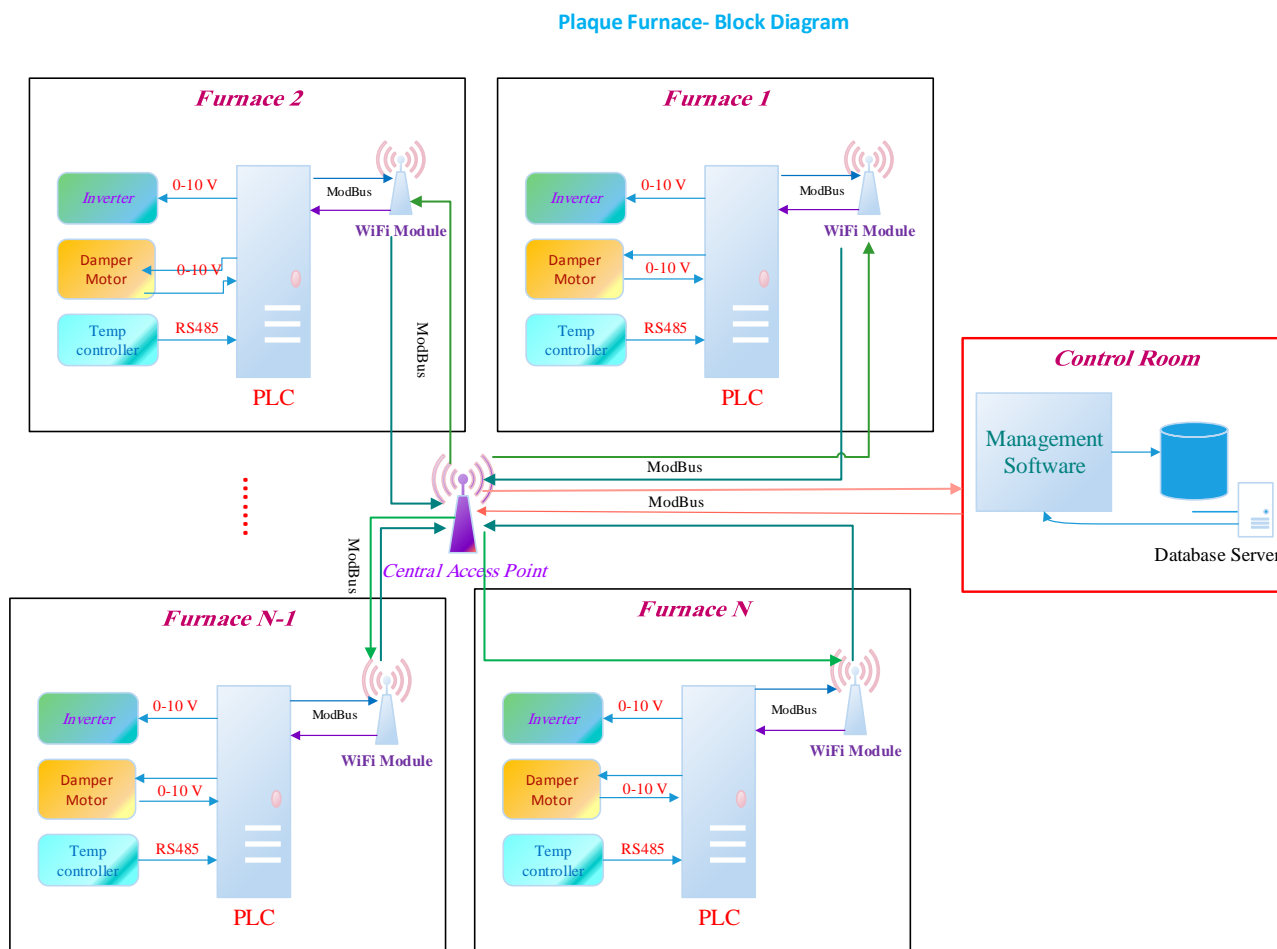 Plaque Furnace- Block Diagram
Furnace 2
Inverter
0-10 V
ModBus
WiFi Module
Damper
Motor
0-10 V
Temp
controller
RS485
PLC
ModBus
Furnace 1
Inverter
0-10 V
ModBus
WiFi Module
Damper
Motor
0-10 V
Temp
controller
RS485
PLC
Control Room
Management
Software
Database Server
ModBus
ModBus
Central Access Point
ModBus
Furnace N-1
Inverter
0-10 V
ModBus
WiFi Module
Damper
Motor
0-10 V
Temp
controller
RS485
PLC
Furnace N
Inverter
0-10 V
ModBus
WiFi Module
Damper
Motor
0-10 V
Temp
controller
RS485
PLC